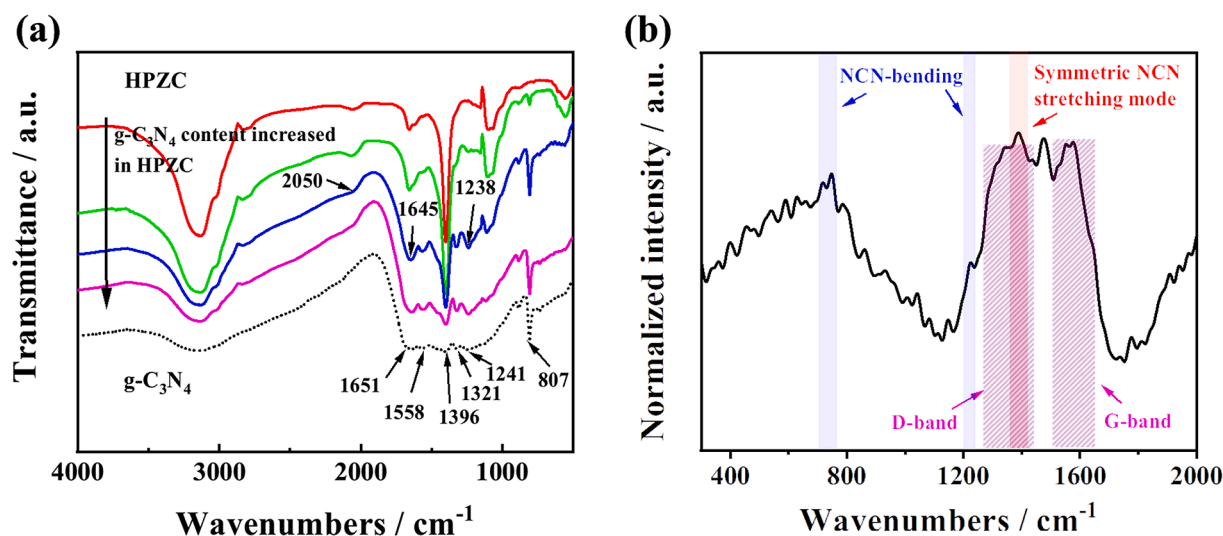 (a)
HPZC
g-C₃N₄ content increased
in HPZC
2050
1645
1238
g-C₃N₄
1651
1558
1396
1321
1241
807
Transmittance / a.u.
4000 3000 2000 1000
Wavenumbers / cm⁻¹
(b)
NCN-bending
Symmetric NCN
stretching mode
D-band
G-band
Normalized intensity / a.u.
400 800 1200 1600 2000
Wavenumbers / cm⁻¹